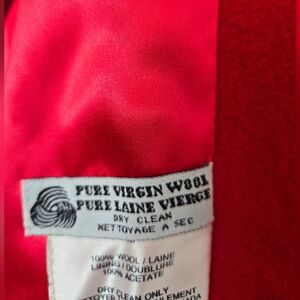 PURE VIRGIN WOOL
PURE LAINE VIERGE
DRY CLEAN
NETTOYAGE A SEC
100% WOOL / LAINE
LINING / DOUBLURE
100% ACETATE
DRY CLEAN ONLY